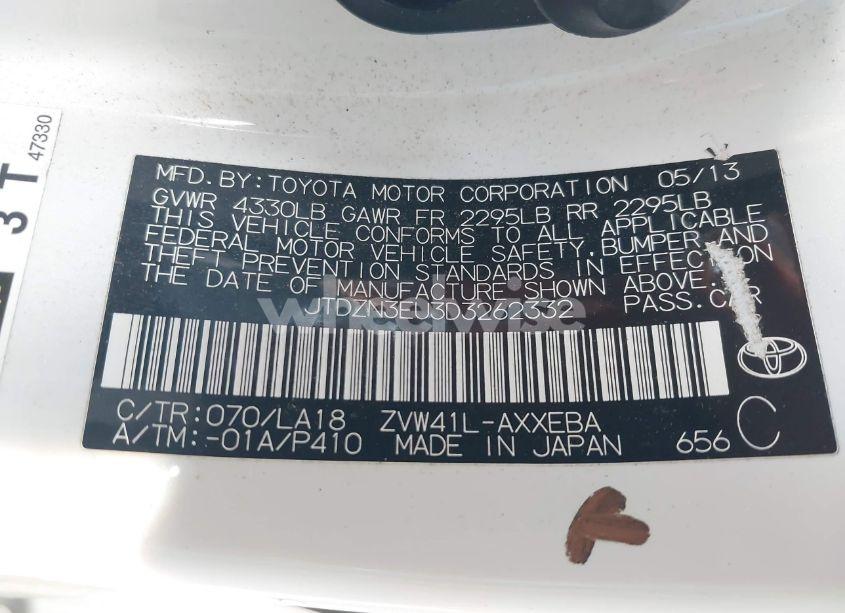 3 T
47330
MFD.BY:TOYOTA MOTOR CORPORATION 05/13
GVWR 4330LB GAWR FR 2295LB RR 2295LB
THIS VEHICLE CONFORMS TO ALL APPLICABLE
FEDERAL MOTOR VEHICLE SAFETY, BUMPER, AND
THEFT PREVENTION STANDARDS IN EFFECT ON
THE DATE OF MANUFACTURE SHOWN ABOVE.
JTDZN3EU3D3262332 PASS.CAR
wheelwise
C/TR:070/LA18 ZVW41L-AXXEBA
A/TM:-01A/P410 MADE IN JAPAN 656 C